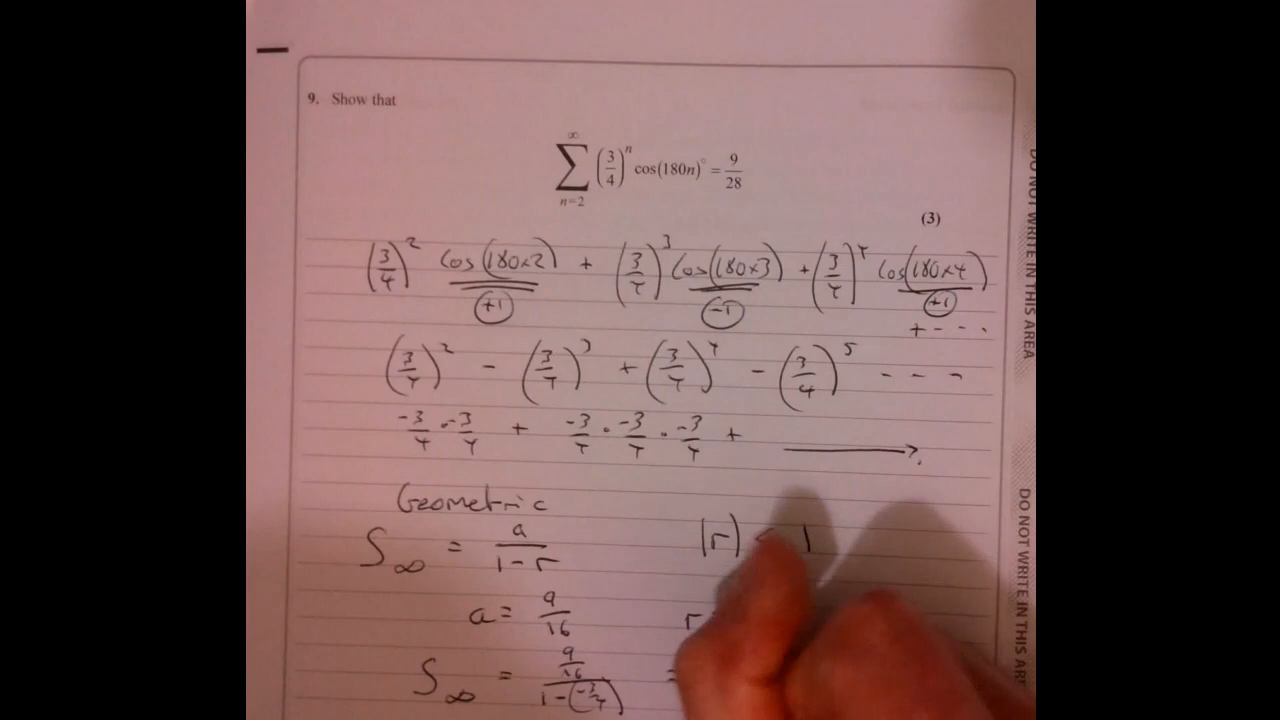 9. Show that
∞
∑ (3/4)^n cos(180n)° = 9/28
n=2
(3)
(3/4)^2 cos(180×2) + (3/4)^3 cos(180×3) + (3/4)^4 cos(180×4)
+1 -1 +1
+ - - - .
(3/4)^2 - (3/4)^3 + (3/4)^4 - (3/4)^5 - - -
-3/4 . -3/4 + -3/4 . -3/4 . -3/4 +
Geometric
S∞ = a/(1-r) |r| < 1
a = 9/16 r
S∞ = (9/16)/(1-(-3/4)) =
DO NOT WRITE IN THIS AREA
DO NOT WRITE IN THIS AR